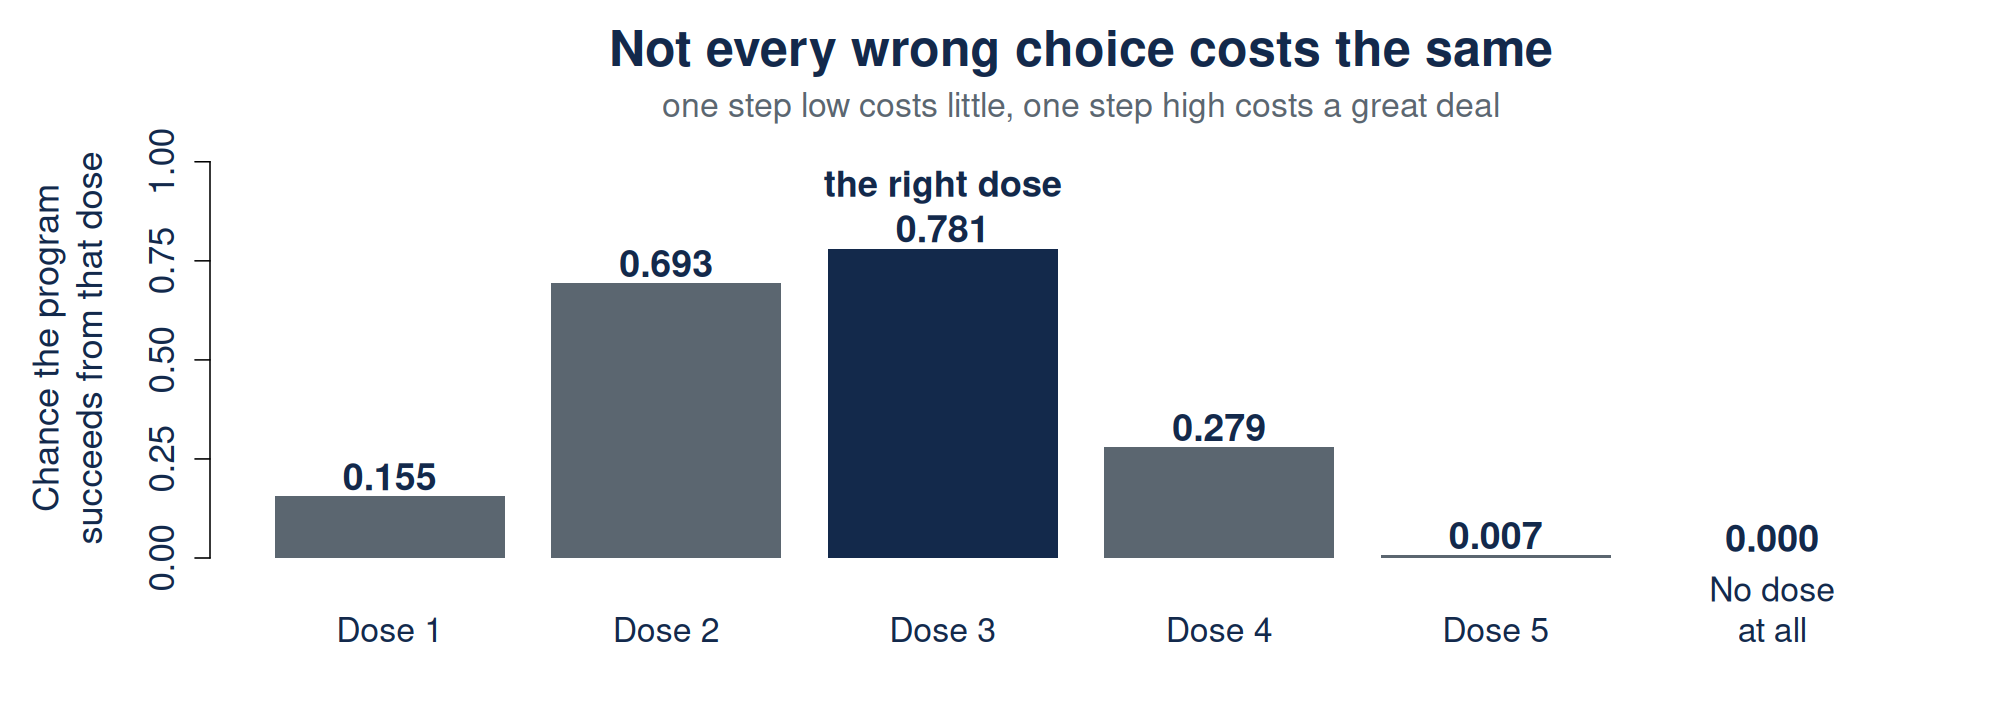 Not every wrong choice costs the same
one step low costs little, one step high costs a great deal
Chance the program
succeeds from that dose
1.00
0.75
0.50
0.25
0.00
the right dose
0.155
0.693
0.781
0.279
0.007
0.000
Dose 1
Dose 2
Dose 3
Dose 4
Dose 5
No dose
at all